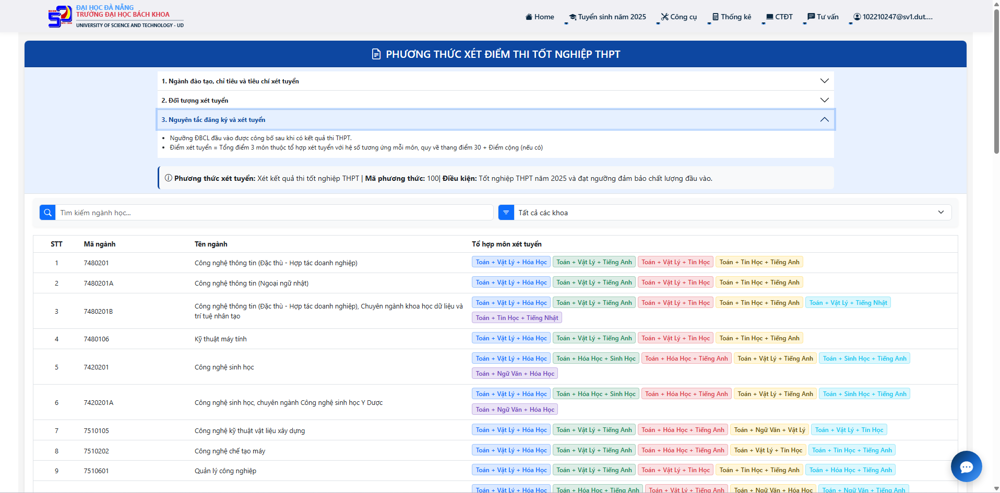 ĐẠI HỌC ĐÀ NẴNG
TRƯỜNG ĐẠI HỌC BÁCH KHOA
UNIVERSITY OF SCIENCE AND TECHNOLOGY - UD
Home Tuyển sinh năm 2025 Công cụ Thống kê CTĐT Tư vấn 102210247@sv1.dut....
PHƯƠNG THỨC XÉT ĐIỂM THI TỐT NGHIỆP THPT
1. Ngành đào tạo, chỉ tiêu và tiêu chí xét tuyển
2. Đối tượng xét tuyển
3. Nguyên tắc đăng ký và xét tuyển
• Ngưỡng ĐBCL đầu vào được công bố sau khi có kết quả thi THPT.
• Điểm xét tuyển = Tổng điểm 3 môn thuộc tổ hợp xét tuyển với hệ số tương ứng mỗi môn, quy về thang điểm 30 + Điểm cộng (nếu có)
Phương thức xét tuyển: Xét kết quả thi tốt nghiệp THPT | Mã phương thức: 100| Điều kiện: Tốt nghiệp THPT năm 2025 và đạt ngưỡng đảm bảo chất lượng đầu vào.
Tìm kiếm ngành học... Tất cả các khoa
STT Mã ngành Tên ngành Tổ hợp môn xét tuyển
1 7480201 Công nghệ thông tin (Đặc thù - Hợp tác doanh nghiệp) Toán + Vật Lý + Hóa Học Toán + Vật Lý + Tiếng Anh Toán + Vật Lý + Tin Học Toán + Tin Học + Tiếng Anh
2 7480201A Công nghệ thông tin (Ngoại ngữ nhật) Toán + Vật Lý + Hóa Học Toán + Vật Lý + Tiếng Anh Toán + Vật Lý + Tin Học Toán + Tin Học + Tiếng Anh
3 7480201B Công nghệ thông tin (Đặc thù - Hợp tác doanh nghiệp), Chuyên ngành khoa học dữ liệu và
trí tuệ nhân tạo Toán + Vật Lý + Hóa Học Toán + Vật Lý + Tiếng Anh Toán + Vật Lý + Tin Học Toán + Tin Học + Tiếng Anh Toán + Vật Lý + Tiếng Nhật
Toán + Tin Học + Tiếng Nhật
4 7480106 Kỹ thuật máy tính Toán + Vật Lý + Hóa Học Toán + Vật Lý + Tiếng Anh Toán + Vật Lý + Tin Học Toán + Tin Học + Tiếng Anh
5 7420201 Công nghệ sinh học Toán + Vật Lý + Hóa Học Toán + Hóa Học + Sinh Học Toán + Hóa Học + Tiếng Anh Toán + Vật Lý + Tiếng Anh Toán + Sinh Học + Tiếng Anh
Toán + Ngữ Văn + Hóa Học
6 7420201A Công nghệ sinh học, chuyên ngành Công nghệ sinh học Y Dược Toán + Vật Lý + Hóa Học Toán + Hóa Học + Sinh Học Toán + Hóa Học + Tiếng Anh Toán + Vật Lý + Tiếng Anh Toán + Sinh Học + Tiếng Anh
Toán + Ngữ Văn + Hóa Học
7 7510105 Công nghệ kỹ thuật vật liệu xây dựng Toán + Vật Lý + Hóa Học Toán + Vật Lý + Tiếng Anh Toán + Hóa Học + Tiếng Anh Toán + Ngữ Văn + Vật Lý Toán + Vật Lý + Tin Học
8 7510202 Công nghệ chế tạo máy Toán + Vật Lý + Hóa Học Toán + Vật Lý + Tiếng Anh Toán + Hóa Học + Tiếng Anh Toán + Vật Lý + Tin Học Toán + Tin Học + Tiếng Anh
9 7510601 Quản lý công nghiệp Toán + Vật Lý + Hóa Học Toán + Vật Lý + Tiếng Anh Toán + Vật Lý + Tin Học Toán + Tin Học + Tiếng Anh Toán + Hóa Học + Tiếng Anh
Toán + Vật Lý + Hóa Học Toán + Hóa Học + Tiếng Anh Toán + Vật Lý + Tiếng Anh Toán + Ngữ Văn + Hóa Học Toán + Ngữ Văn + Tiếng Anh